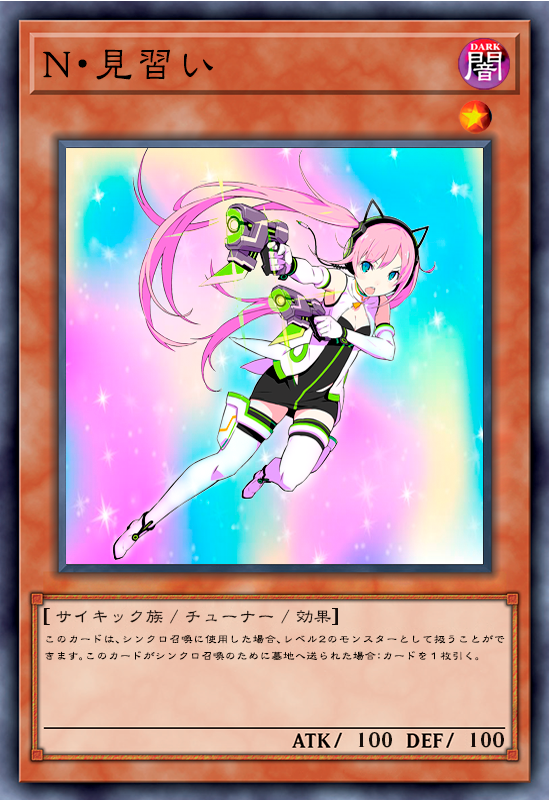 N・見習い
DARK
闇
[サイキック族 / チューナー / 効果]
このカードは、シンクロ召喚に使用した場合、レベル2のモンスターとして扱うことがで
きます。このカードがシンクロ召喚のために墓地へ送られた場合:カードを1枚引く。
ATK/ 100 DEF/ 100